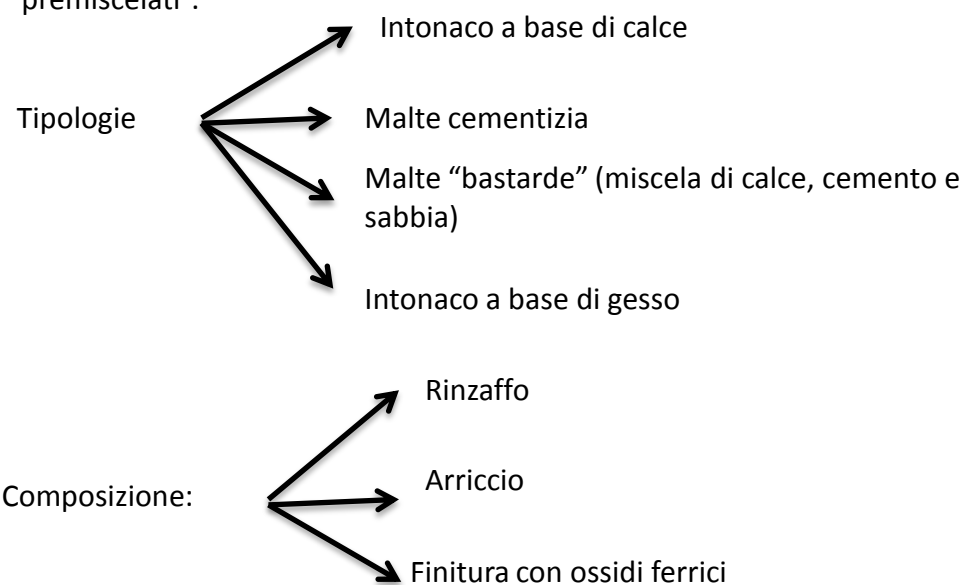 premiscelati”.
Intonaco a base di calce
Tipologie
Malte cementizia
Malte “bastarde” (miscela di calce, cemento e
sabbia)
Intonaco a base di gesso
Rinzaffo
Arriccio
Composizione:
Finitura con ossidi ferrici